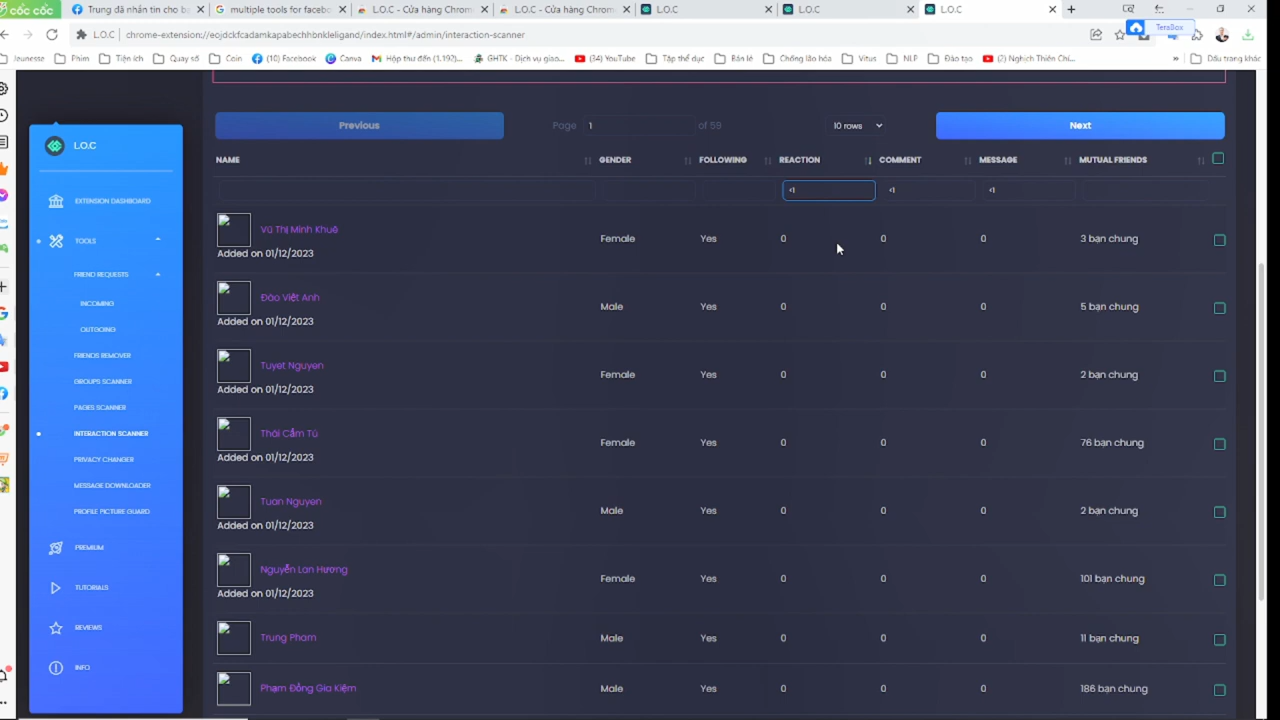 cốc cốc
Trung đã nhắn tin cho bạ
multiple tools for facebo
L.O.C - Cửa hàng Chrom
L.O.C - Cửa hàng Chrom
L.O.C
L.O.C
L.O.C
TeraBox
L.O.C
chrome-extension://eojdckfcadamkapabechhbnkleligand/index.html#/admin/interaction-scanner
Jeunesse
Phim
Tiện ích
Quay số
Coin
(10) Facebook
Canva
Hộp thư đến (1.192)...
GHTK - Dịch vụ giao...
(34) YouTube
Tập thể dục
Bán lẻ
Chống lão hóa
Vitus
NLP
Đào tạo
(2) Nghịch Thiên Chí...
»
Dấu trang khác
L.O.C
EXTENSION DASHBOARD
TOOLS
FRIEND REQUESTS
INCOMING
OUTGOING
FRIENDS REMOVER
GROUPS SCANNER
PAGES SCANNER
INTERACTION SCANNER
PRIVACY CHANGER
MESSAGE DOWNLOADER
PROFILE PICTURE GUARD
PREMIUM
TUTORIALS
REVIEWS
INFO
Previous Page 1 of 59 10 rows Next
NAME GENDER FOLLOWING REACTION COMMENT MESSAGE MUTUAL FRIENDS
<1 <1 <1
Vũ Thị Minh Khuê
Added on 01/12/2023
Female Yes 0 0 0 3 bạn chung
Đào Việt Anh
Added on 01/12/2023
Male Yes 0 0 0 5 bạn chung
Tuyet Nguyen
Added on 01/12/2023
Female Yes 0 0 0 2 bạn chung
Thái Cẩm Tú
Added on 01/12/2023
Female Yes 0 0 0 76 bạn chung
Tuan Nguyen
Added on 01/12/2023
Male Yes 0 0 0 2 bạn chung
Nguyễn Lan Hương
Added on 01/12/2023
Female Yes 0 0 0 101 bạn chung
Trung Pham
Male Yes 0 0 0 11 bạn chung
Phạm Đồng Gia Kiệm
Male Yes 0 0 0 186 bạn chung